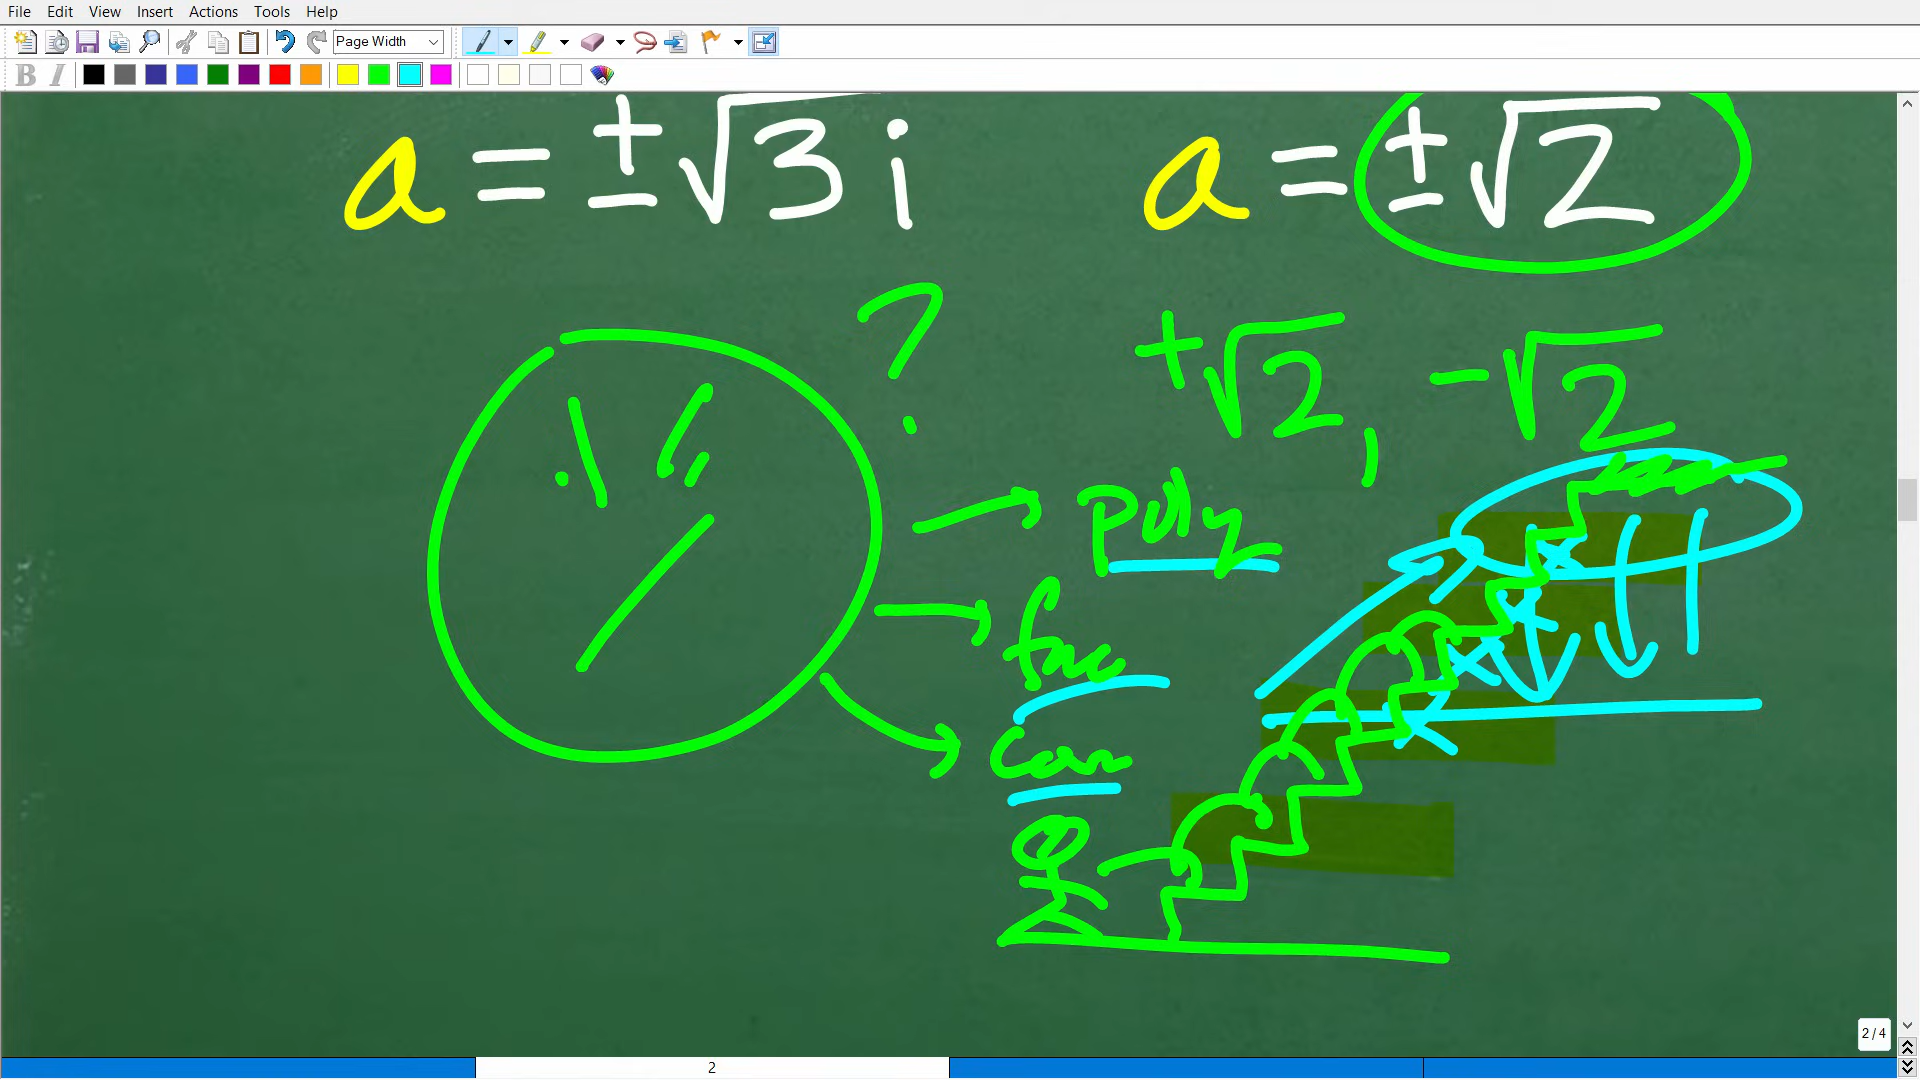 File Edit View Insert Actions Tools Help
Page Width
B I
a = ±√3 i
a = ±√2
?
+√2, -√2
poly
fac
Com
2 / 4
2